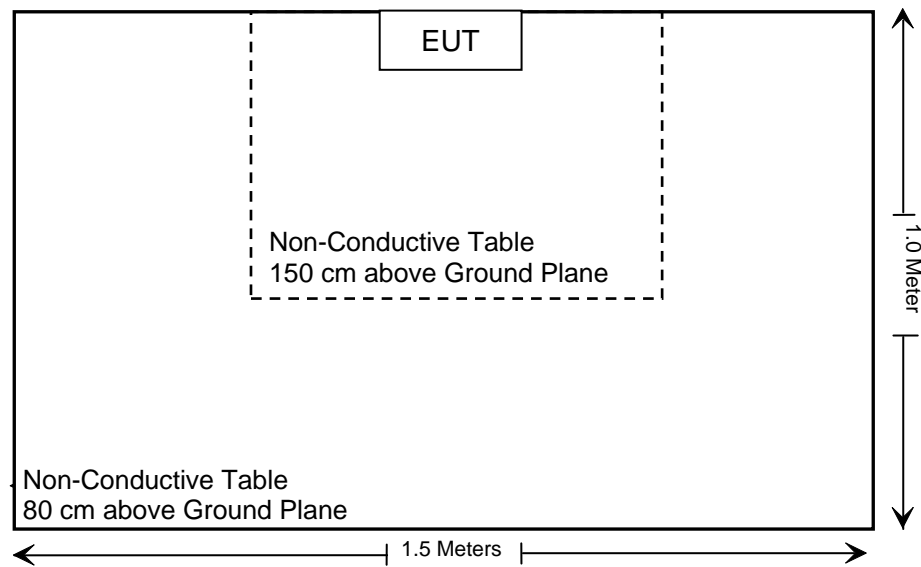 EUT
Non-Conductive Table
150 cm above Ground Plane
1.0 Meter
Non-Conductive Table
80 cm above Ground Plane
1.5 Meters